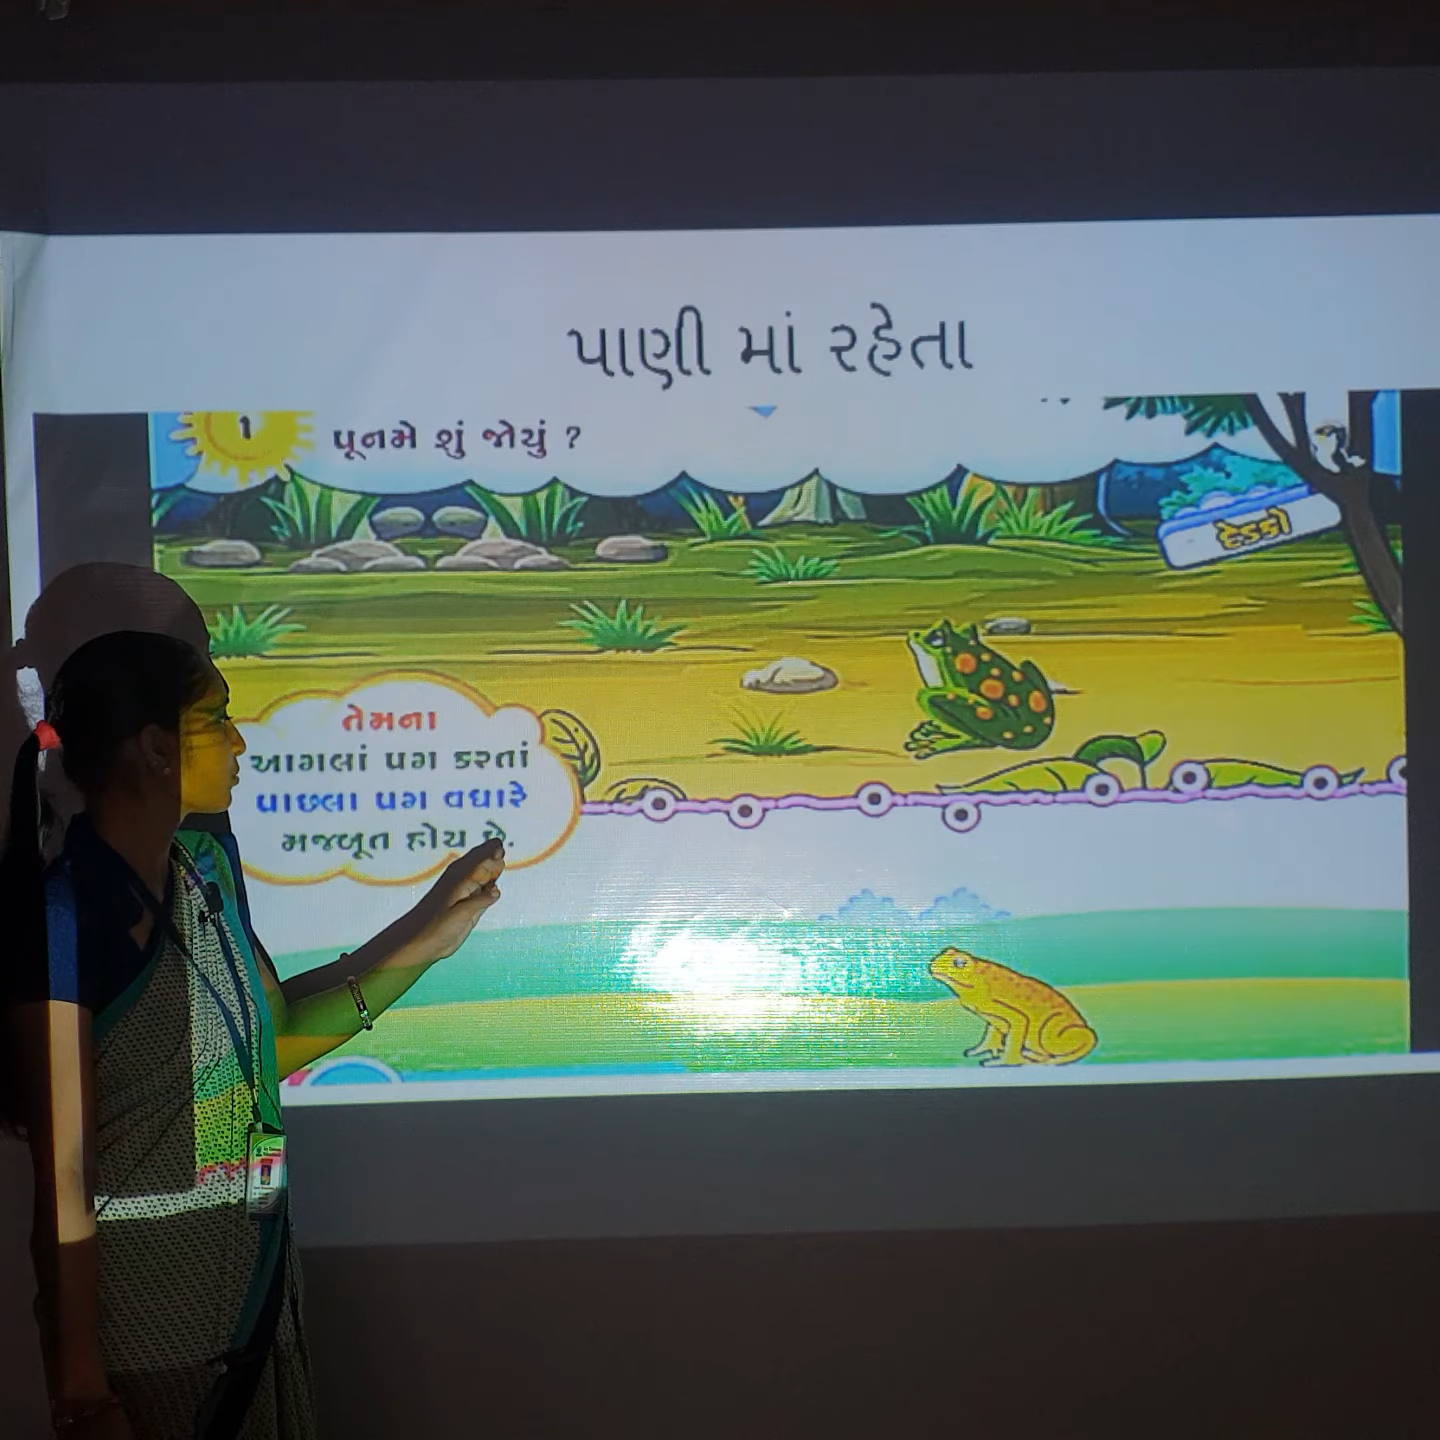 પાણી માં રહેતા
1 પૂનમે શું જોયું ?
દેડકો
તેમના
આગલાં પગ કરતાં
પાછલા પગ વધારે
મજબૂત હોય છે.